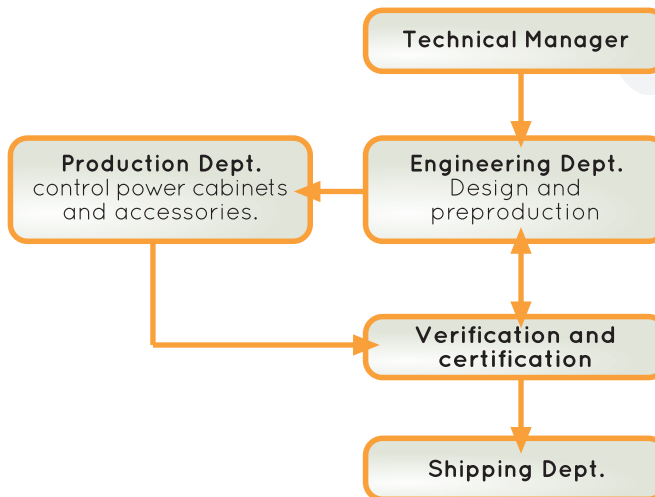 Technical Manager
Production Dept.
control power cabinets
and accessories.
Engineering Dept.
Design and
preproduction
Verification and
certification
Shipping Dept.